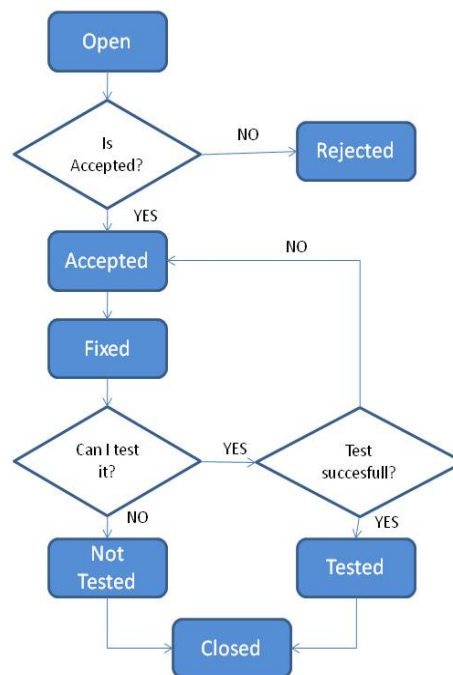 Open
Is
Accepted?
NO
Rejected
YES
Accepted
NO
Fixed
Can I test
it?
YES
Test
succesfull?
NO
YES
Not
Tested
Tested
Closed